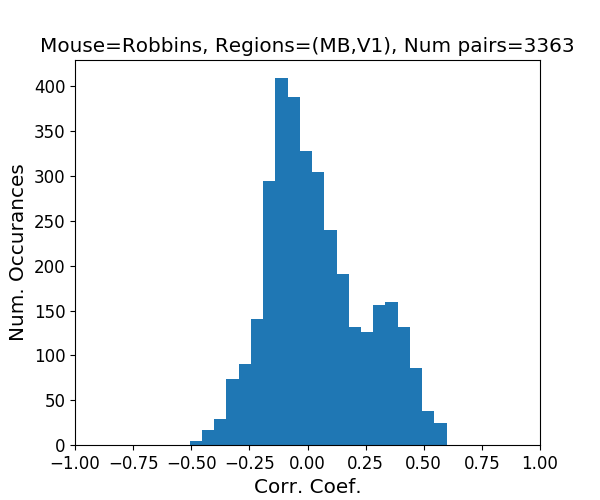 Mouse=Robbins, Regions=(MB,V1), Num pairs=3363
400
350
300
250
200
150
100
50
0
Num. Occurances
−1.00 −0.75 −0.50 −0.25 0.00 0.25 0.50 0.75 1.00
Corr. Coef.